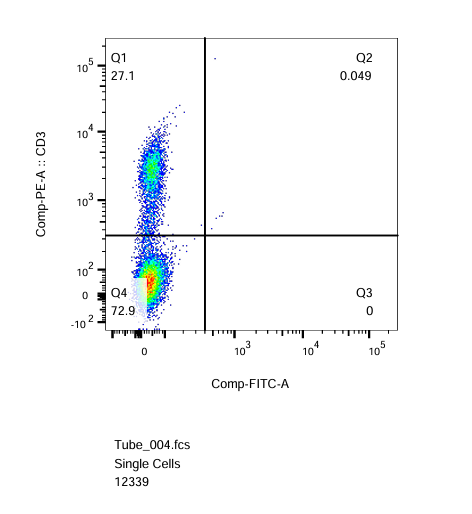 Q1
27.1
Q2
0.049
10^5
10^4
10^3
10^2
0
-10^2
Comp-PE-A :: CD3
Q4
72.9
Q3
0
0
10^3
10^4
10^5
Comp-FITC-A
Tube_004.fcs
Single Cells
12339